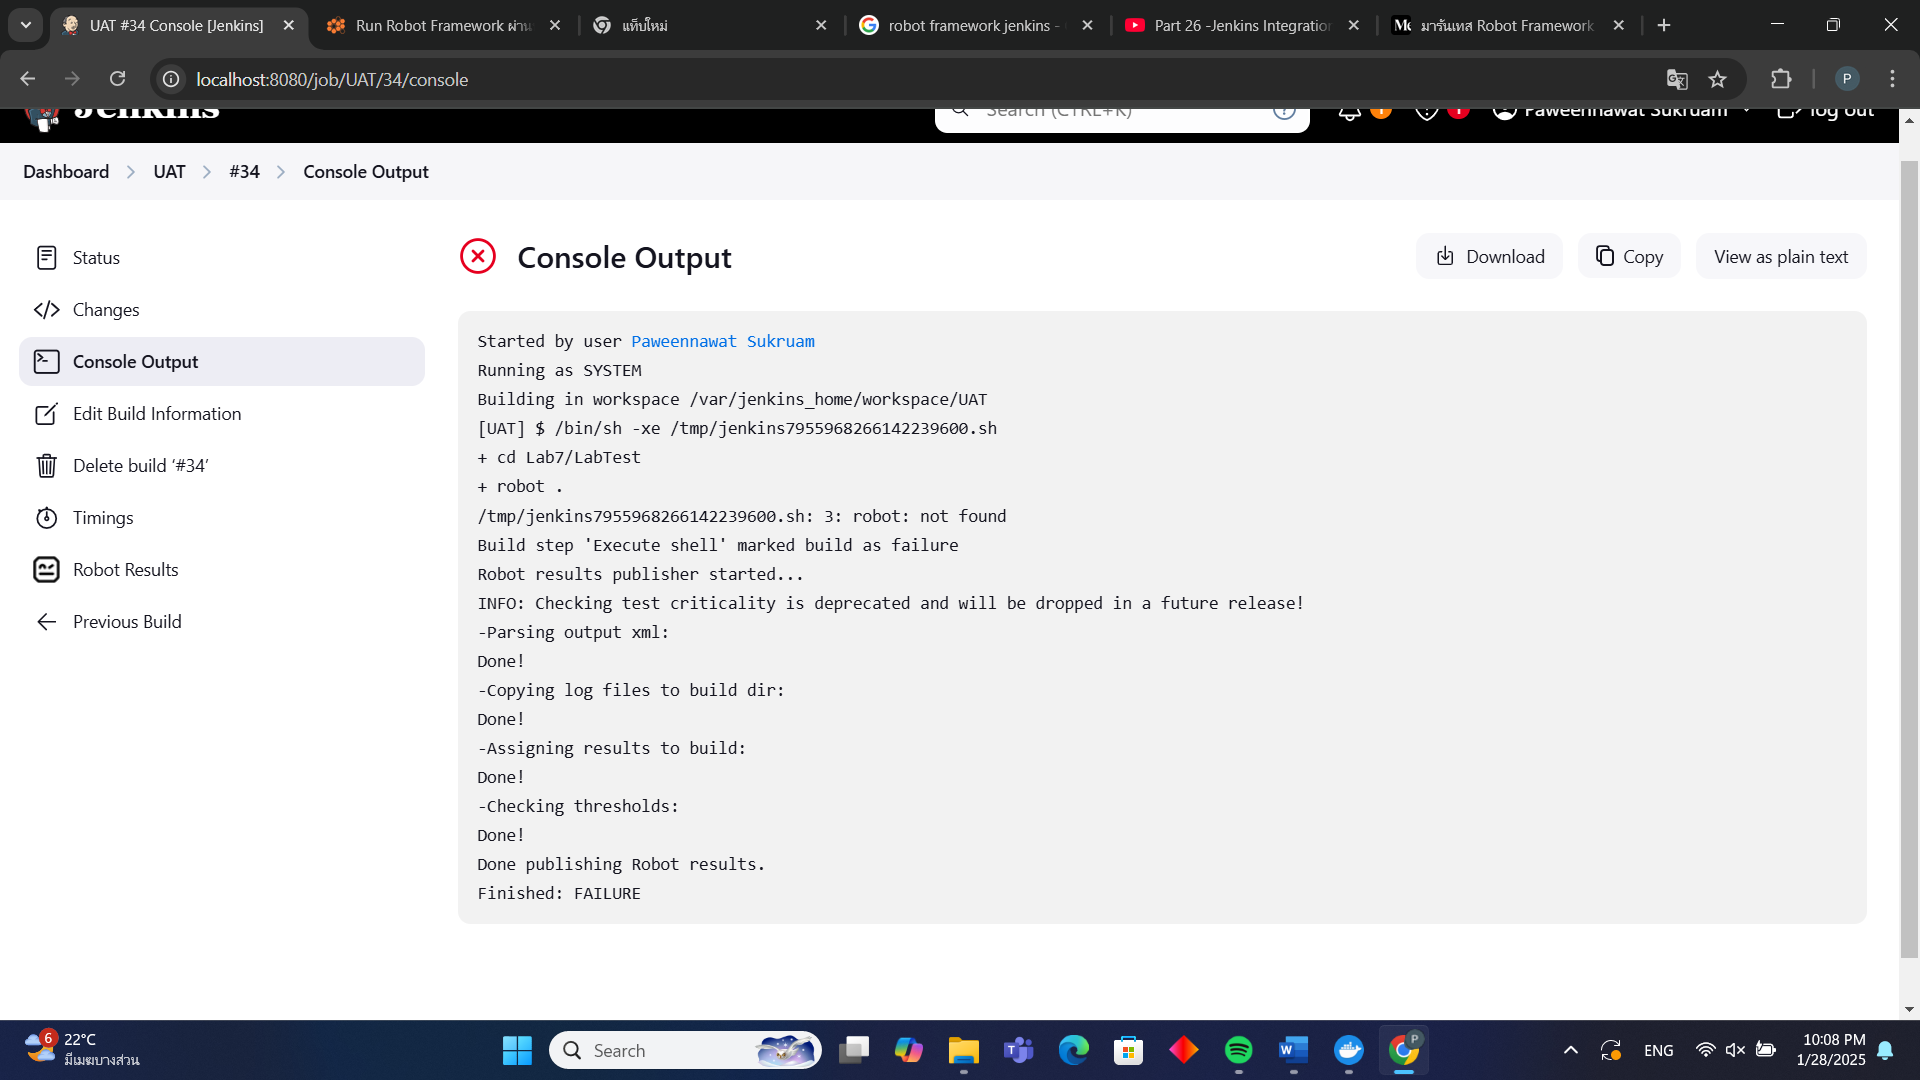 UAT #34 Console [Jenkins]
Run Robot Framework ผ่าน
แท็บใหม่
robot framework jenkins -
Part 26 -Jenkins Integration
มารันเทส Robot Framework
localhost:8080/job/UAT/34/console
P
Jenkins
Search (CTRL+K)
Paweennawat Sukruam
log out
Dashboard
UAT
#34
Console Output
Status
Changes
Console Output
Edit Build Information
Delete build ‘#34’
Timings
Robot Results
Previous Build
Console Output
Download
Copy
View as plain text
Started by user Paweennawat Sukruam
Running as SYSTEM
Building in workspace /var/jenkins_home/workspace/UAT
[UAT] $ /bin/sh -xe /tmp/jenkins7955968266142239600.sh
+ cd Lab7/LabTest
+ robot .
/tmp/jenkins7955968266142239600.sh: 3: robot: not found
Build step 'Execute shell' marked build as failure
Robot results publisher started...
INFO: Checking test criticality is deprecated and will be dropped in a future release!
-Parsing output xml:
Done!
-Copying log files to build dir:
Done!
-Assigning results to build:
Done!
-Checking thresholds:
Done!
Done publishing Robot results.
Finished: FAILURE
6
22°C
มีเมฆบางส่วน
Search
ENG
10:08 PM
1/28/2025